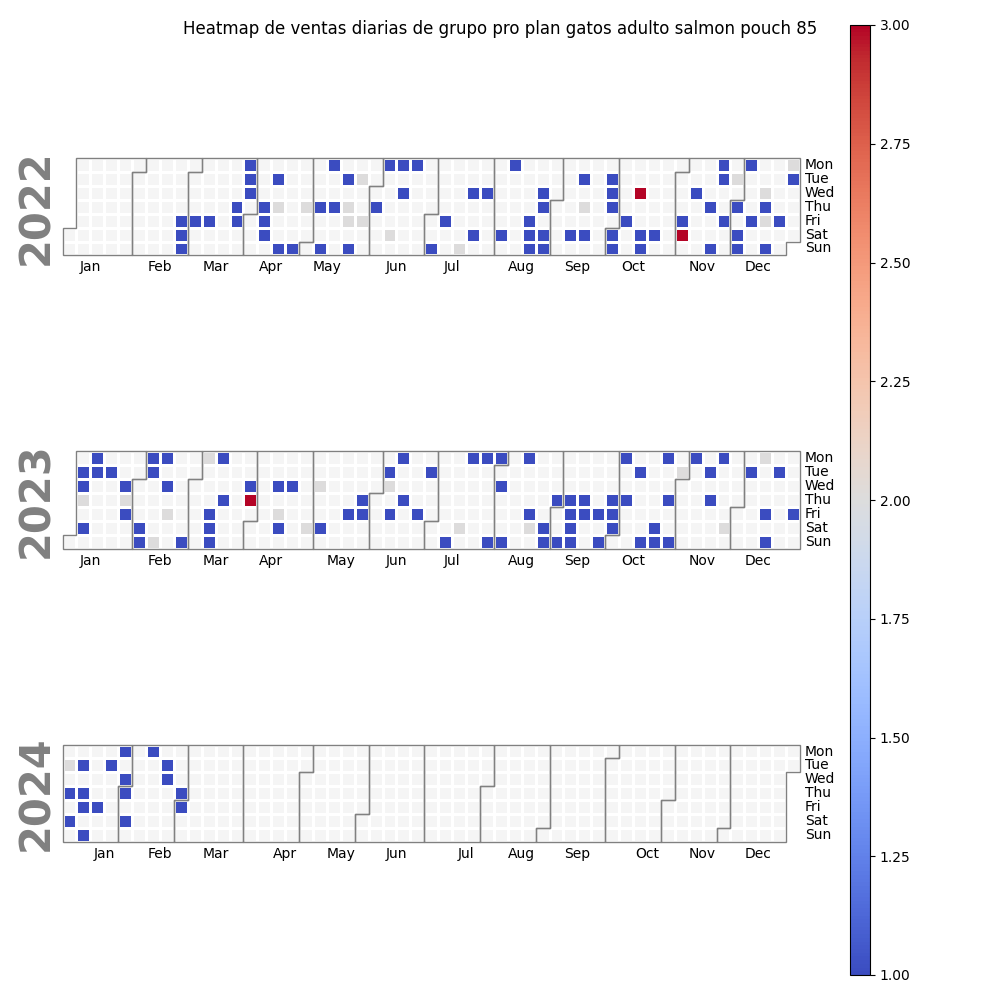 Heatmap de ventas diarias de grupo pro plan gatos adulto salmon pouch 85
2022
Mon
Tue
Wed
Thu
Fri
Sat
Sun
Jan Feb Mar Apr May Jun Jul Aug Sep Oct Nov Dec
2023
Mon
Tue
Wed
Thu
Fri
Sat
Sun
Jan Feb Mar Apr May Jun Jul Aug Sep Oct Nov Dec
2024
Mon
Tue
Wed
Thu
Fri
Sat
Sun
Jan Feb Mar Apr May Jun Jul Aug Sep Oct Nov Dec
3.00
2.75
2.50
2.25
2.00
1.75
1.50
1.25
1.00